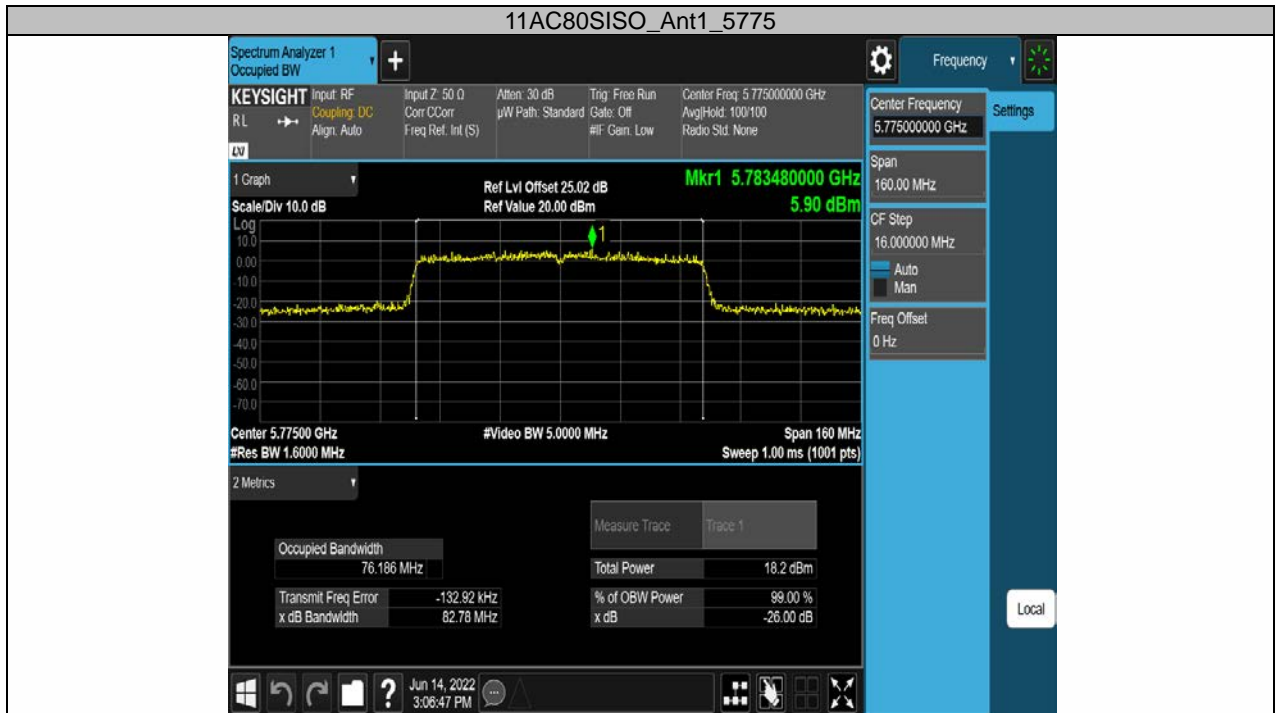 11AC80SISO_Ant1_5775
Spectrum Analyzer 1
Occupied BW
+
Frequency
KEYSIGHT
RL
LXI
Input: RF
Coupling: DC
Align: Auto
Input Z: 50 Ω
Corr CCorr
Freq Ref: Int (S)
Atten: 30 dB
µW Path: Standard
Trig: Free Run
Gate: Off
#IF Gain: Low
Center Freq: 5.775000000 GHz
Avg|Hold: 100/100
Radio Std: None
Center Frequency
5.775000000 GHz
Settings
Span
160.00 MHz
CF Step
16.000000 MHz
Auto
Man
Freq Offset
0 Hz
Local
1 Graph
Scale/Div 10.0 dB
Ref Lvl Offset 25.02 dB
Ref Value 20.00 dBm
Mkr1 5.783480000 GHz
5.90 dBm
Log
10.0
0.00
-10.0
-20.0
-30.0
-40.0
-50.0
-60.0
-70.0
1
Center 5.77500 GHz
#Res BW 1.6000 MHz
#Video BW 5.0000 MHz
Span 160 MHz
Sweep 1.00 ms (1001 pts)
2 Metrics
Measure Trace Trace 1
Occupied Bandwidth
76.186 MHz
Total Power 18.2 dBm
Transmit Freq Error -132.92 kHz
% of OBW Power 99.00 %
x dB Bandwidth 82.78 MHz
x dB -26.00 dB
?
Jun 14, 2022
3:06:47 PM